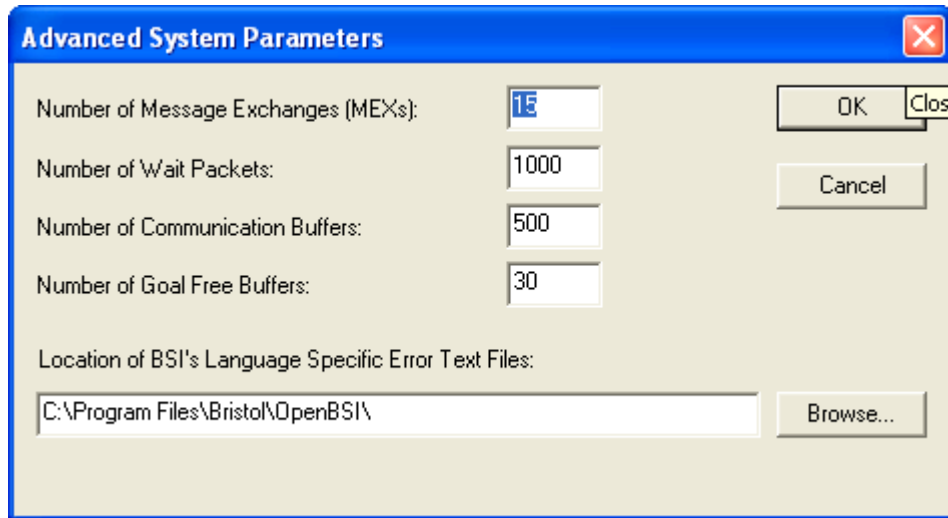 Advanced System Parameters
Number of Message Exchanges (MEXs): 15 OK Clos
Number of Wait Packets: 1000 Cancel
Number of Communication Buffers: 500
Number of Goal Free Buffers: 30
Location of BSI's Language Specific Error Text Files:
C:\Program Files\Bristol\OpenBSI\ Browse...